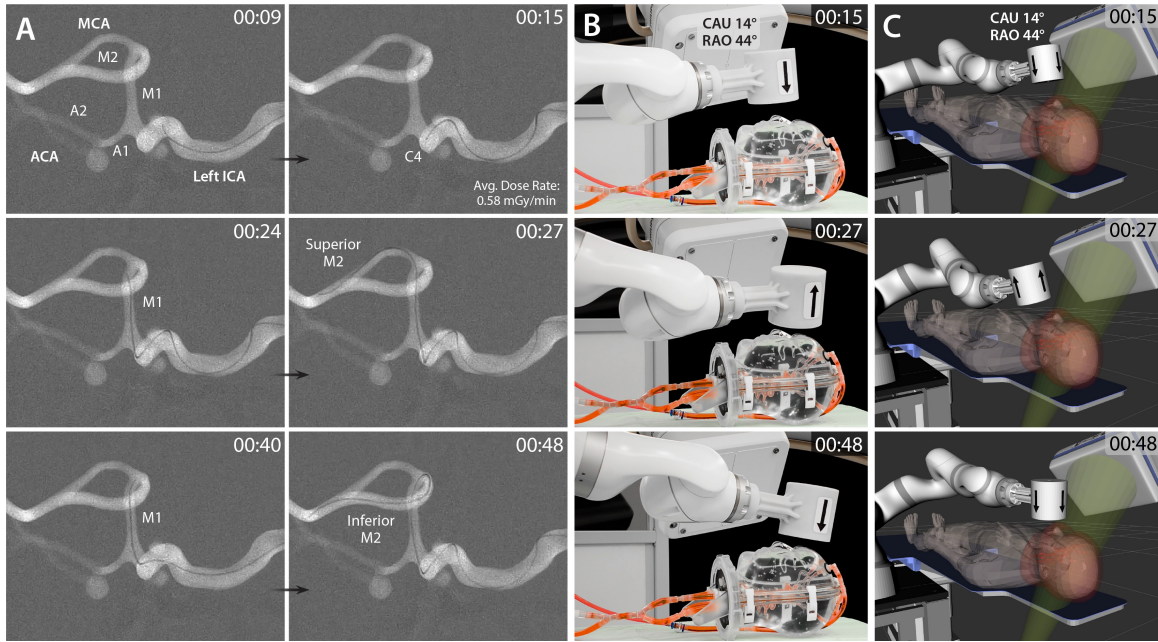 A
00:09
MCA
M2
M1
A2
A1
ACA
Left ICA
00:15
C4
Avg. Dose Rate:
0.58 mGy/min
B
CAU 14°
RAO 44°
00:15
C
CAU 14°
RAO 44°
00:15
00:24
M1
00:27
Superior
M2
00:27
00:27
00:40
M1
00:48
Inferior
M2
00:48
00:48